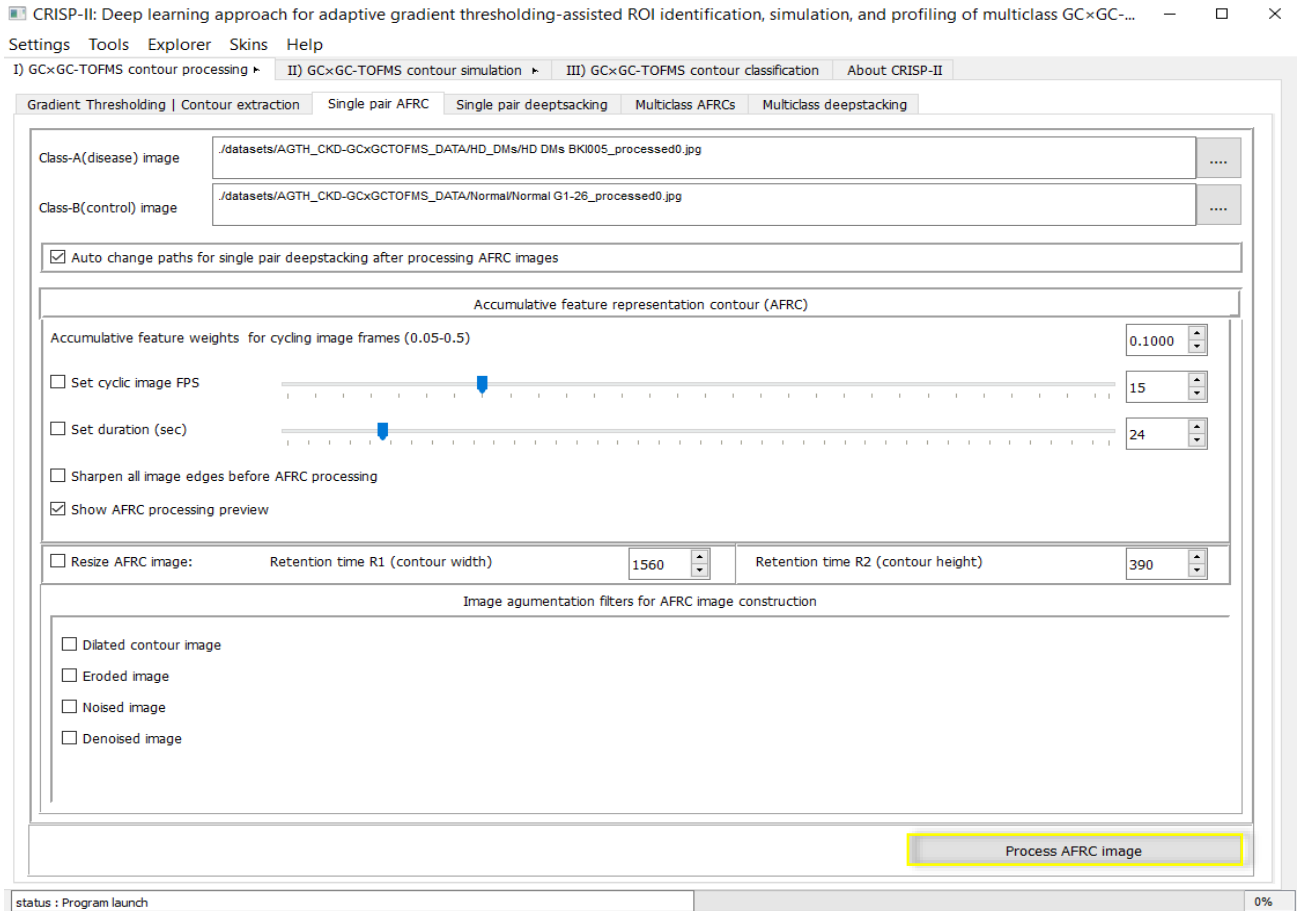 CRISP-II: Deep learning approach for adaptive gradient thresholding-assisted ROI identification, simulation, and profiling of multiclass GC×GC-...
Settings Tools Explorer Skins Help
I) GC×GC-TOFMS contour processing II) GC×GC-TOFMS contour simulation III) GC×GC-TOFMS contour classification About CRISP-II
Gradient Thresholding | Contour extraction Single pair AFRC Single pair deeptsacking Multiclass AFRCs Multiclass deepstacking
Class-A(disease) image ./datasets/AGTH_CKD-GCxGCTOFMS_DATA/HD_DMs/HD DMs BKI005_processed0.jpg ....
Class-B(control) image ./datasets/AGTH_CKD-GCxGCTOFMS_DATA/Normal/Normal G1-26_processed0.jpg ....
Auto change paths for single pair deepstacking after processing AFRC images
Accumulative feature representation contour (AFRC)
Accumulative feature weights for cycling image frames (0.05-0.5) 0.1000
Set cyclic image FPS 15
Set duration (sec) 24
Sharpen all image edges before AFRC processing
Show AFRC processing preview
Resize AFRC image: Retention time R1 (contour width) 1560 Retention time R2 (contour height) 390
Image agumentation filters for AFRC image construction
Dilated contour image
Eroded image
Noised image
Denoised image
Process AFRC image
status : Program launch 0%